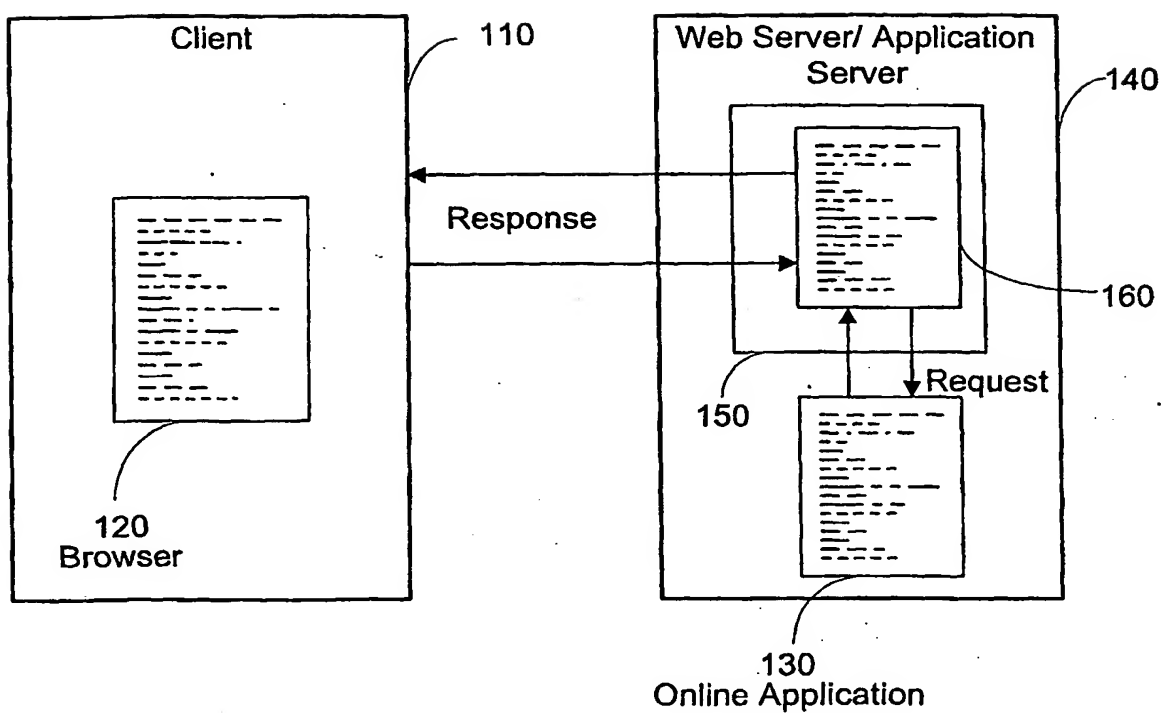 Client
110
Web Server/ Application
Server
140
Response
160
Request
150
120
Browser
130
Online Application